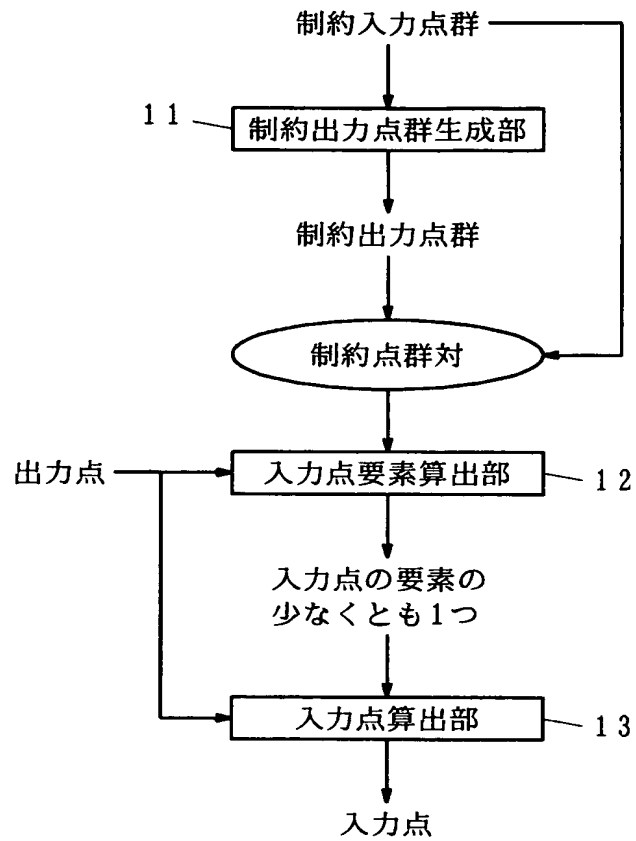 制約入力点群
11
制約出力点群生成部
制約出力点群
制約点群対
出力点
入力点要素算出部
12
入力点の要素の
少なくとも1つ
入力点算出部
13
入力点